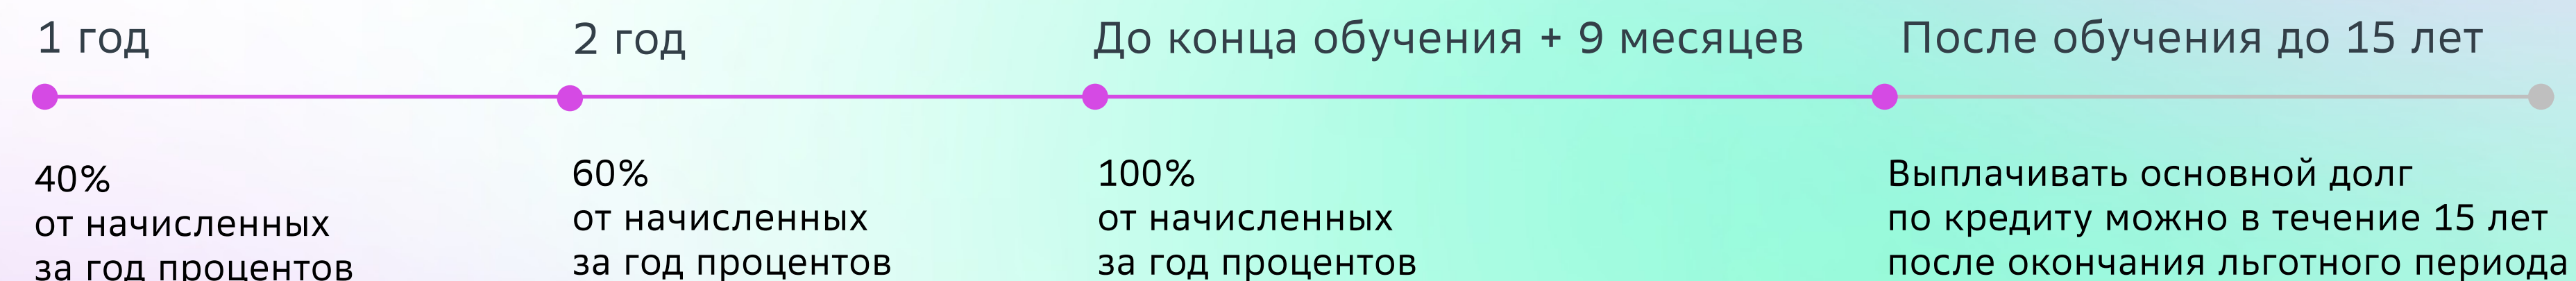 1 год
2 год
До конца обучения + 9 месяцев
После обучения до 15 лет
40%
от начисленных
за год процентов
60%
от начисленных
за год процентов
100%
от начисленных
за год процентов
Выплачивать основной долг
по кредиту можно в течение 15 лет
после окончания льготного периода